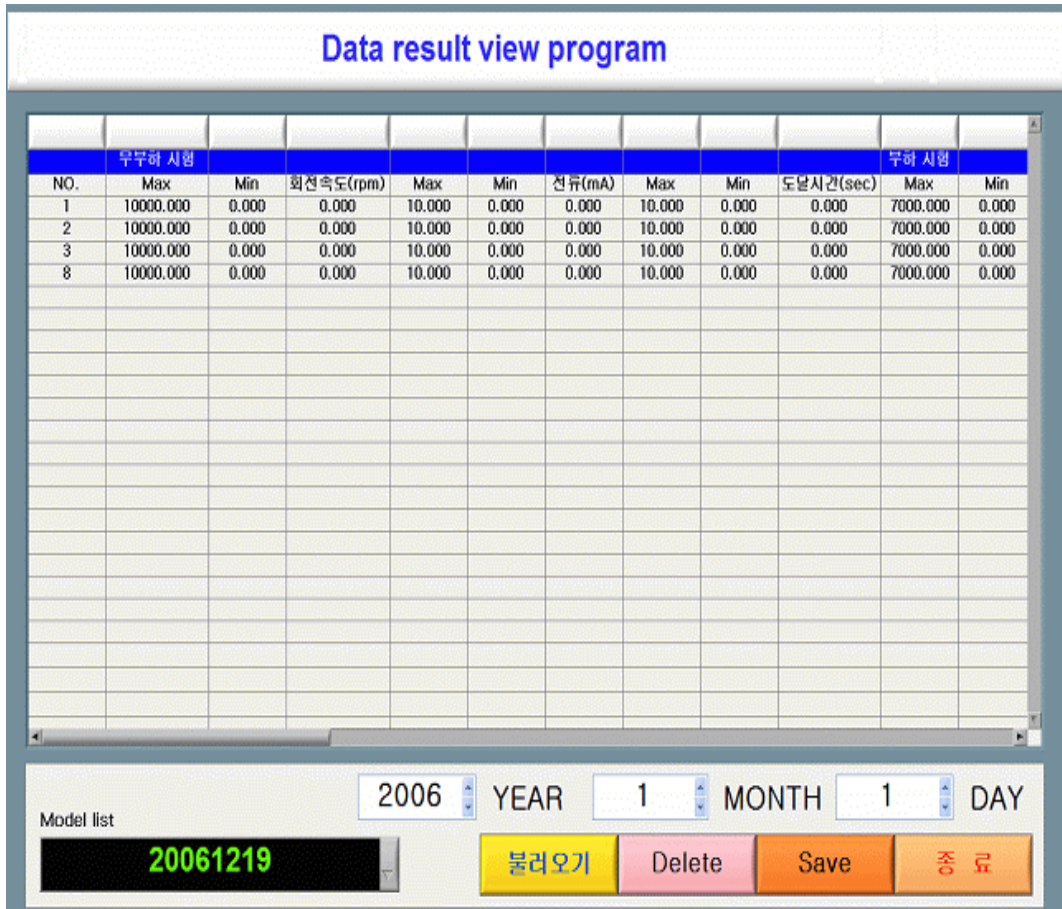 Data result view program
무부하 시험 부하 시험
NO. Max Min 회전속도(rpm) Max Min 전류(mA) Max Min 도달시간(sec) Max Min
1 10000.000 0.000 0.000 10.000 0.000 0.000 10.000 0.000 0.000 7000.000 0.000
2 10000.000 0.000 0.000 10.000 0.000 0.000 10.000 0.000 0.000 7000.000 0.000
3 10000.000 0.000 0.000 10.000 0.000 0.000 10.000 0.000 0.000 7000.000 0.000
8 10000.000 0.000 0.000 10.000 0.000 0.000 10.000 0.000 0.000 7000.000 0.000
2006 YEAR 1 MONTH 1 DAY
Model list
20061219
불러오기 Delete Save 종 료